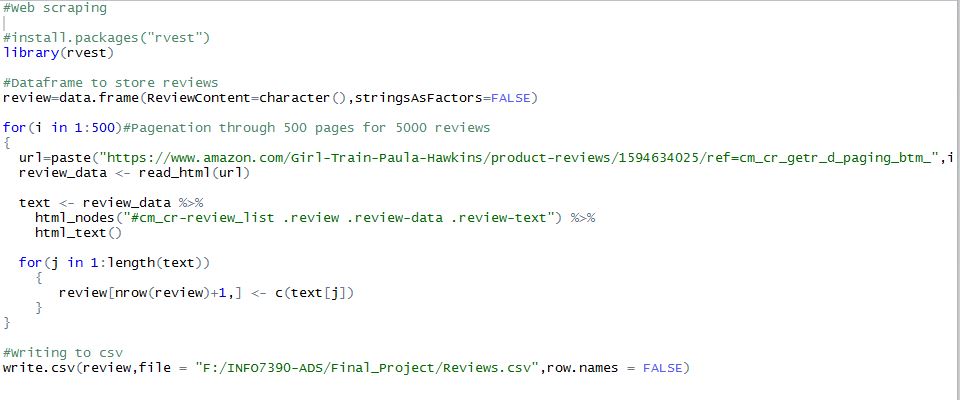 #Web scraping
#install.packages("rvest")
library(rvest)
#Dataframe to store reviews
review=data.frame(ReviewContent=character(),stringsAsFactors=FALSE)
for(i in 1:500)#Pagenation through 500 pages for 5000 reviews
{
url=paste("https://www.amazon.com/Girl-Train-Paula-Hawkins/product-reviews/1594634025/ref=cm_cr_getr_d_paging_btm_",i
review_data <- read_html(url)
text <- review_data %>%
html_nodes("#cm_cr-review_list .review .review-data .review-text") %>%
html_text()
for(j in 1:length(text))
{
review[nrow(review)+1,] <- c(text[j])
}
}
#Writing to csv
write.csv(review,file = "F:/INFO7390-ADS/Final_Project/Reviews.csv",row.names = FALSE)